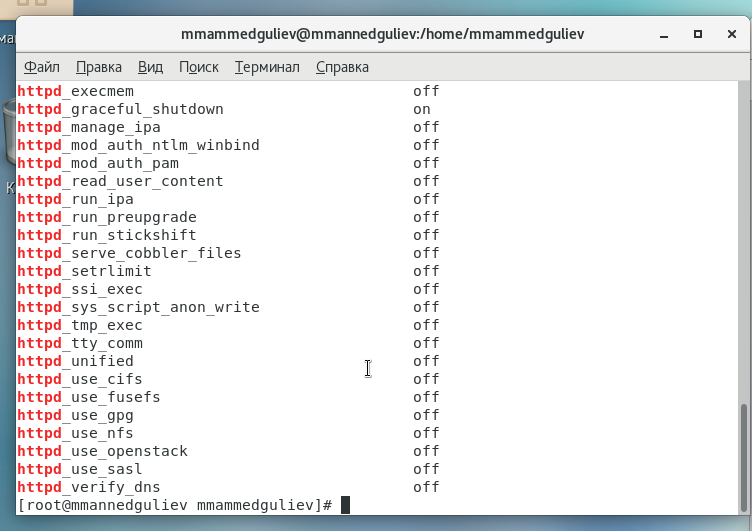 mmammedguliev@mmannedguliev:/home/mmammedguliev
Файл Правка Вид Поиск Терминал Справка
httpd_execmem off
httpd_graceful_shutdown on
httpd_manage_ipa off
httpd_mod_auth_ntlm_winbind off
httpd_mod_auth_pam off
httpd_read_user_content off
httpd_run_ipa off
httpd_run_preupgrade off
httpd_run_stickshift off
httpd_serve_cobbler_files off
httpd_setrlimit off
httpd_ssi_exec off
httpd_sys_script_anon_write off
httpd_tmp_exec off
httpd_tty_comm off
httpd_unified off
httpd_use_cifs off
httpd_use_fusefs off
httpd_use_gpg off
httpd_use_nfs off
httpd_use_openstack off
httpd_use_sasl off
httpd_verify_dns off
[root@mmannedguliev mmammedguliev]#